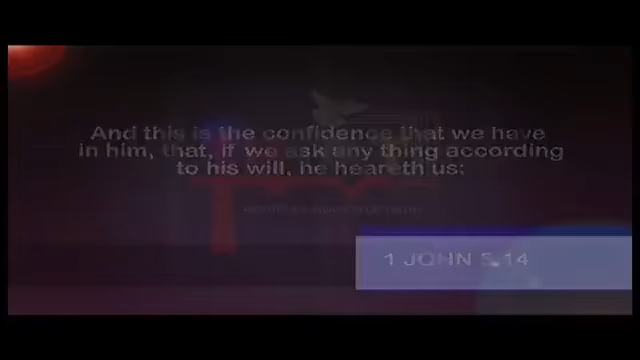 And this is the confidence that we have
in him, that, if we ask any thing according
to his will, he heareth us:
1 JOHN 5:14